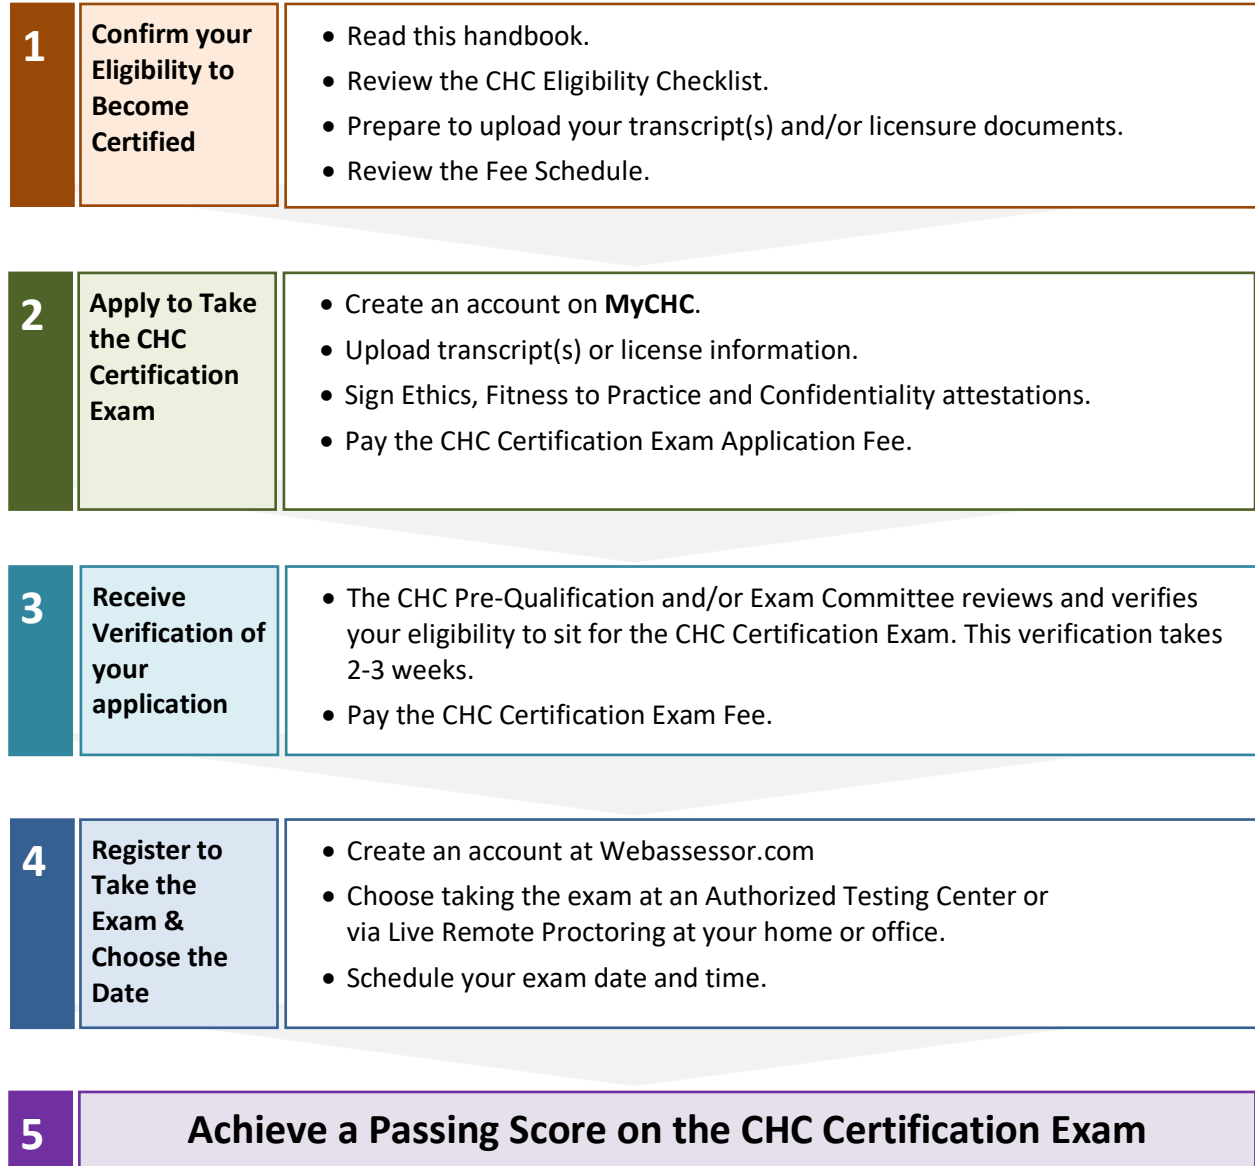 1
Confirm your
Eligibility to
Become
Certified
• Read this handbook.
• Review the CHC Eligibility Checklist.
• Prepare to upload your transcript(s) and/or licensure documents.
• Review the Fee Schedule.
2
Apply to Take
the CHC
Certification
Exam
• Create an account on MyCHC.
• Upload transcript(s) or license information.
• Sign Ethics, Fitness to Practice and Confidentiality attestations.
• Pay the CHC Certification Exam Application Fee.
3
Receive
Verification of
your
application
• The CHC Pre-Qualification and/or Exam Committee reviews and verifies
your eligibility to sit for the CHC Certification Exam. This verification takes
2-3 weeks.
• Pay the CHC Certification Exam Fee.
4
Register to
Take the
Exam &
Choose the
Date
• Create an account at Webassessor.com
• Choose taking the exam at an Authorized Testing Center or
via Live Remote Proctoring at your home or office.
• Schedule your exam date and time.
5
Achieve a Passing Score on the CHC Certification Exam